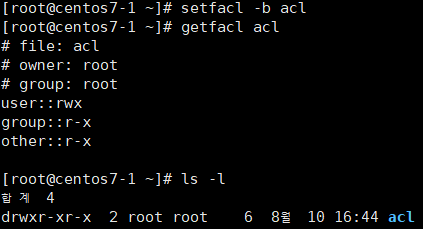 [root@centos7-1 ~]# setfacl -b acl
[root@centos7-1 ~]# getfacl acl
# file: acl
# owner: root
# group: root
user::rwx
group::r-x
other::r-x
[root@centos7-1 ~]# ls -l
합계 4
drwxr-xr-x 2 root root 6 8월 10 16:44 acl